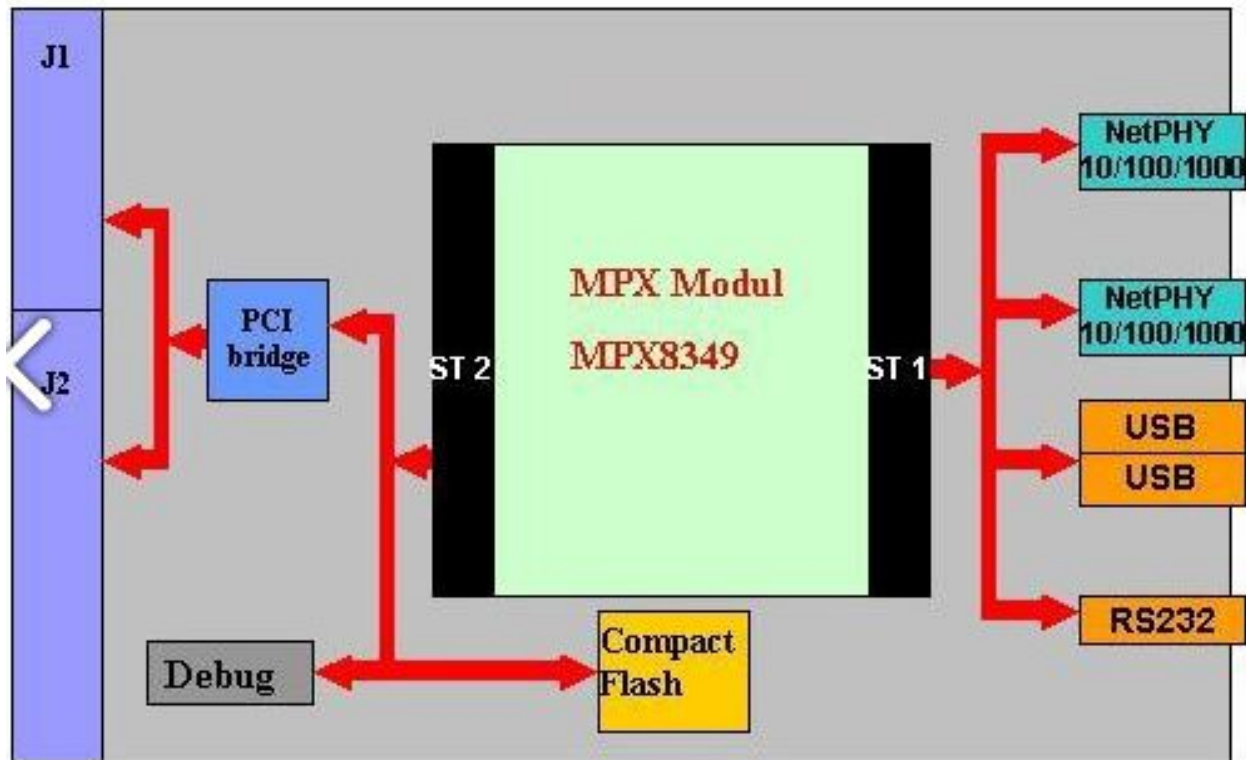 J1
NetPHY
10/100/1000
MPX Modul
MPX8349
NetPHY
10/100/1000
PCI
bridge
J2
ST 2
ST 1
USB
USB
RS232
Compact
Flash
Debug